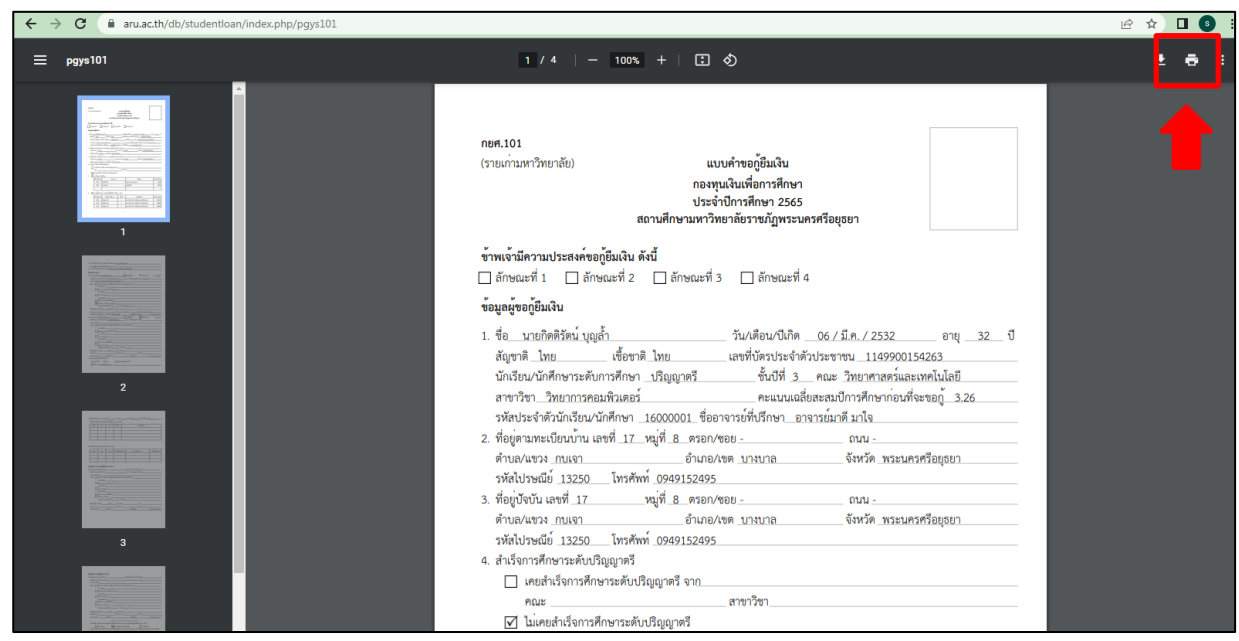 aru.ac.th/db/studentloan/index.php/pgys101
S
pgys101
1 / 4
100%
1
2
3
กยศ.101
(รายเก่ามหาวิทยาลัย)
แบบคำขอกู้ยืมเงิน
กองทุนเงินเพื่อการศึกษา
ประจำปีการศึกษา 2565
สถานศึกษามหาวิทยาลัยราชภัฏพระนครศรีอยุธยา
ข้าพเจ้ามีความประสงค์ขอกู้ยืมเงิน ดังนี้
ลักษณะที่ 1 ลักษณะที่ 2 ลักษณะที่ 3 ลักษณะที่ 4
ข้อมูลผู้ขอกู้ยืมเงิน
1. ชื่อ นายกิตติรัตน์ บุญล้ำ วัน/เดือน/ปีเกิด 06 / มี.ค. / 2532 อายุ 32 ปี
สัญชาติ ไทย เชื้อชาติ ไทย เลขที่บัตรประจำตัวประชาชน 1149900154263
นักเรียน/นักศึกษาระดับการศึกษา ปริญญาตรี ชั้นปีที่ 3 คณะ วิทยาศาสตร์และเทคโนโลยี
สาขาวิชา วิทยาการคอมพิวเตอร์ คะแนนเฉลี่ยสะสมปีการศึกษาก่อนที่จะขอกู้ 3.26
รหัสประจำตัวนักเรียน/นักศึกษา 16000001 ชื่ออาจารย์ที่ปรึกษา อาจารย์มาดี มาใจ
2. ที่อยู่ตามทะเบียนบ้าน เลขที่ 17 หมู่ที่ 8 ตรอก/ซอย - ถนน -
ตำบล/แขวง กบเจา อำเภอ/เขต บางบาล จังหวัด พระนครศรีอยุธยา
รหัสไปรษณีย์ 13250 โทรศัพท์ 0949152495
3. ที่อยู่ปัจจุบัน เลขที่ 17 หมู่ที่ 8 ตรอก/ซอย - ถนน -
ตำบล/แขวง กบเจา อำเภอ/เขต บางบาล จังหวัด พระนครศรีอยุธยา
รหัสไปรษณีย์ 13250 โทรศัพท์ 0949152495
4. สำเร็จการศึกษาระดับปริญญาตรี
เคยสำเร็จการศึกษาระดับปริญญาตรี จาก
คณะ สาขาวิชา
ไม่เคยสำเร็จการศึกษาระดับปริญญาตรี